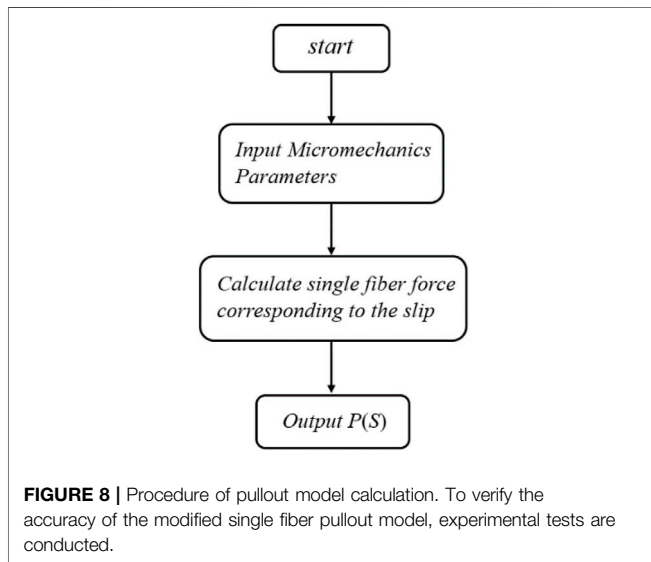 start
Input Micromechanics
Parameters
Calculate single fiber force
corresponding to the slip
Output P(S)
FIGURE 8 | Procedure of pullout model calculation. To verify the
accuracy of the modified single fiber pullout model, experimental tests are
conducted.